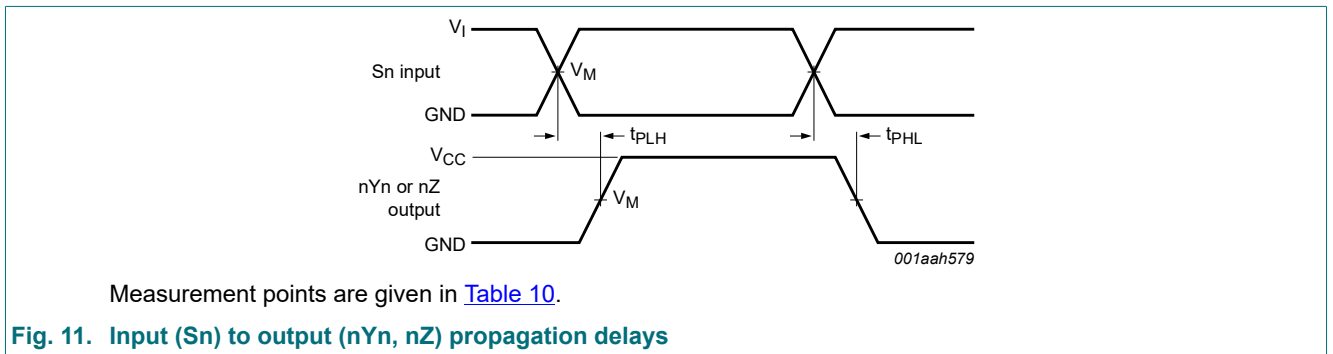 VI
Sn input
VM
GND
tPLH
tPHL
VCC
nYn or nZ
output
VM
GND
001aah579
Measurement points are given in Table 10.
Fig. 11. Input (Sn) to output (nYn, nZ) propagation delays